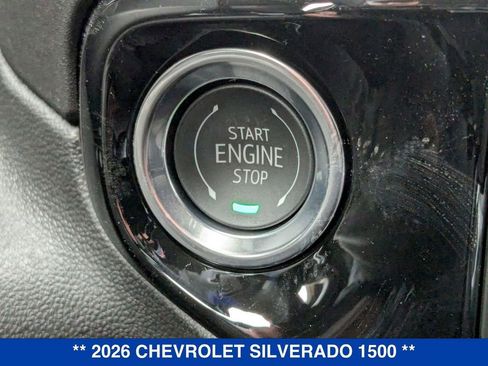 START
ENGINE
STOP
** 2026 CHEVROLET SILVERADO 1500 **